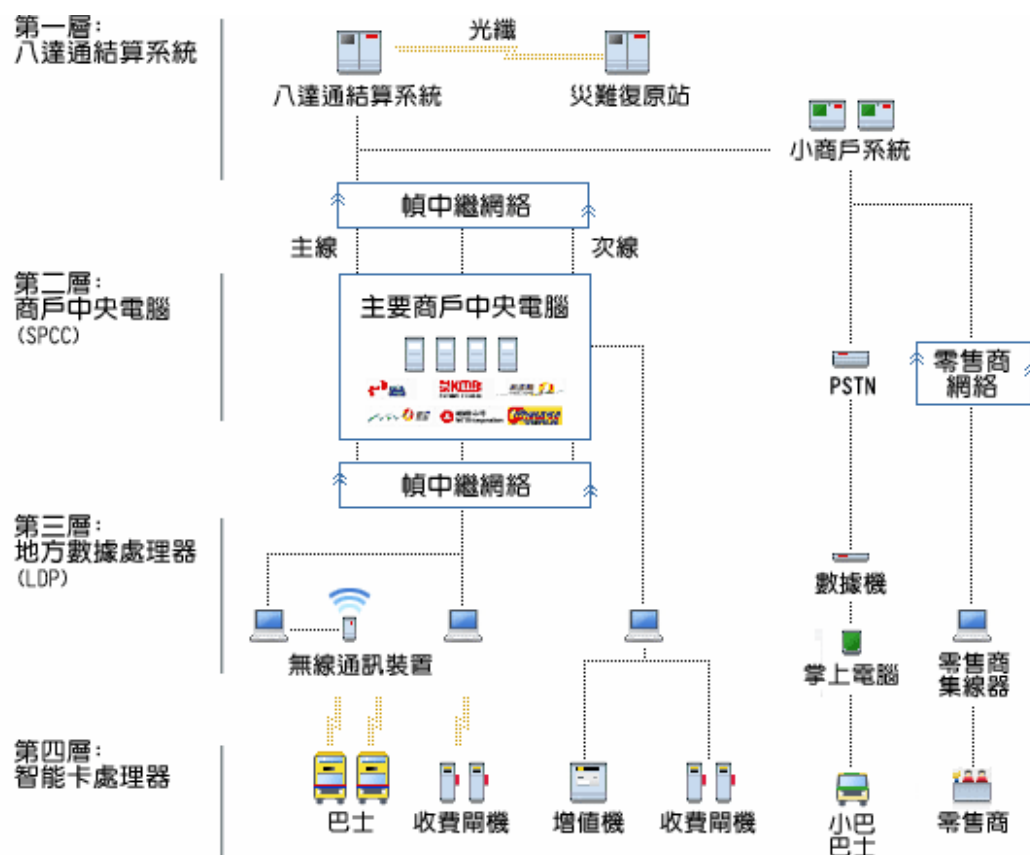 第一層:
八達通結算系統
光纖
八達通結算系統
災難復原站
小商戶系統
幀中繼網絡
主線
次線
第二層:
商戶中央電腦
(SPCC)
主要商戶中央電腦
KMB
MTR Corporation
PSTN
零售商
網絡
幀中繼網絡
第三層:
地方數據處理器
(LDP)
數據機
無線通訊裝置
掌上電腦
零售商
集線器
第四層:
智能卡處理器
巴士
收費閘機
增值機
收費閘機
小巴
巴士
零售商